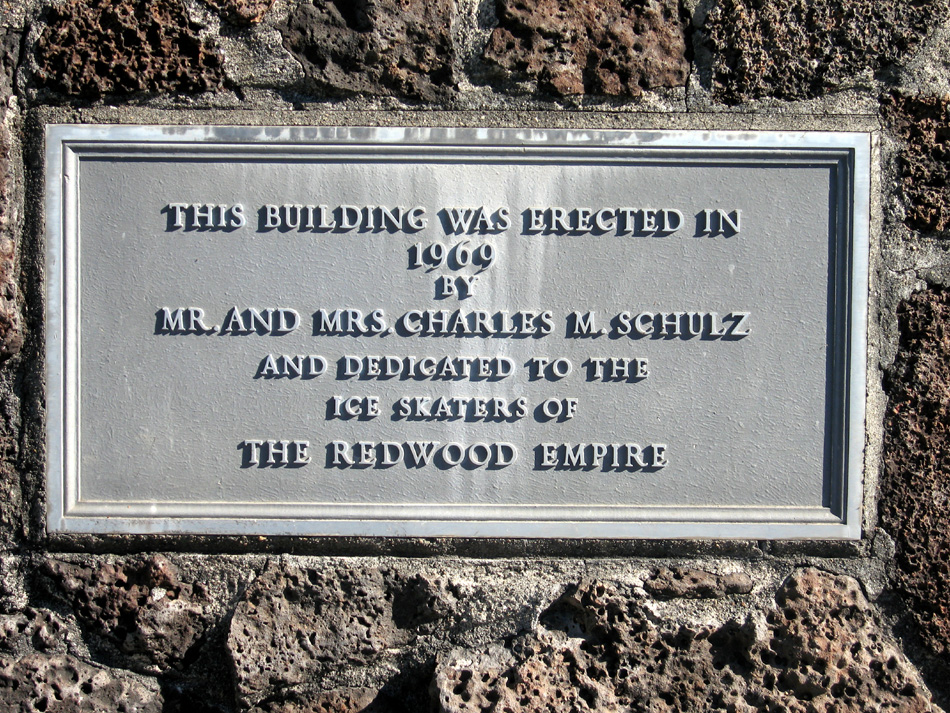 THIS BUILDING WAS ERECTED IN
1969
BY
MR. AND MRS. CHARLES M. SCHULZ
AND DEDICATED TO THE
ICE SKATERS OF
THE REDWOOD EMPIRE